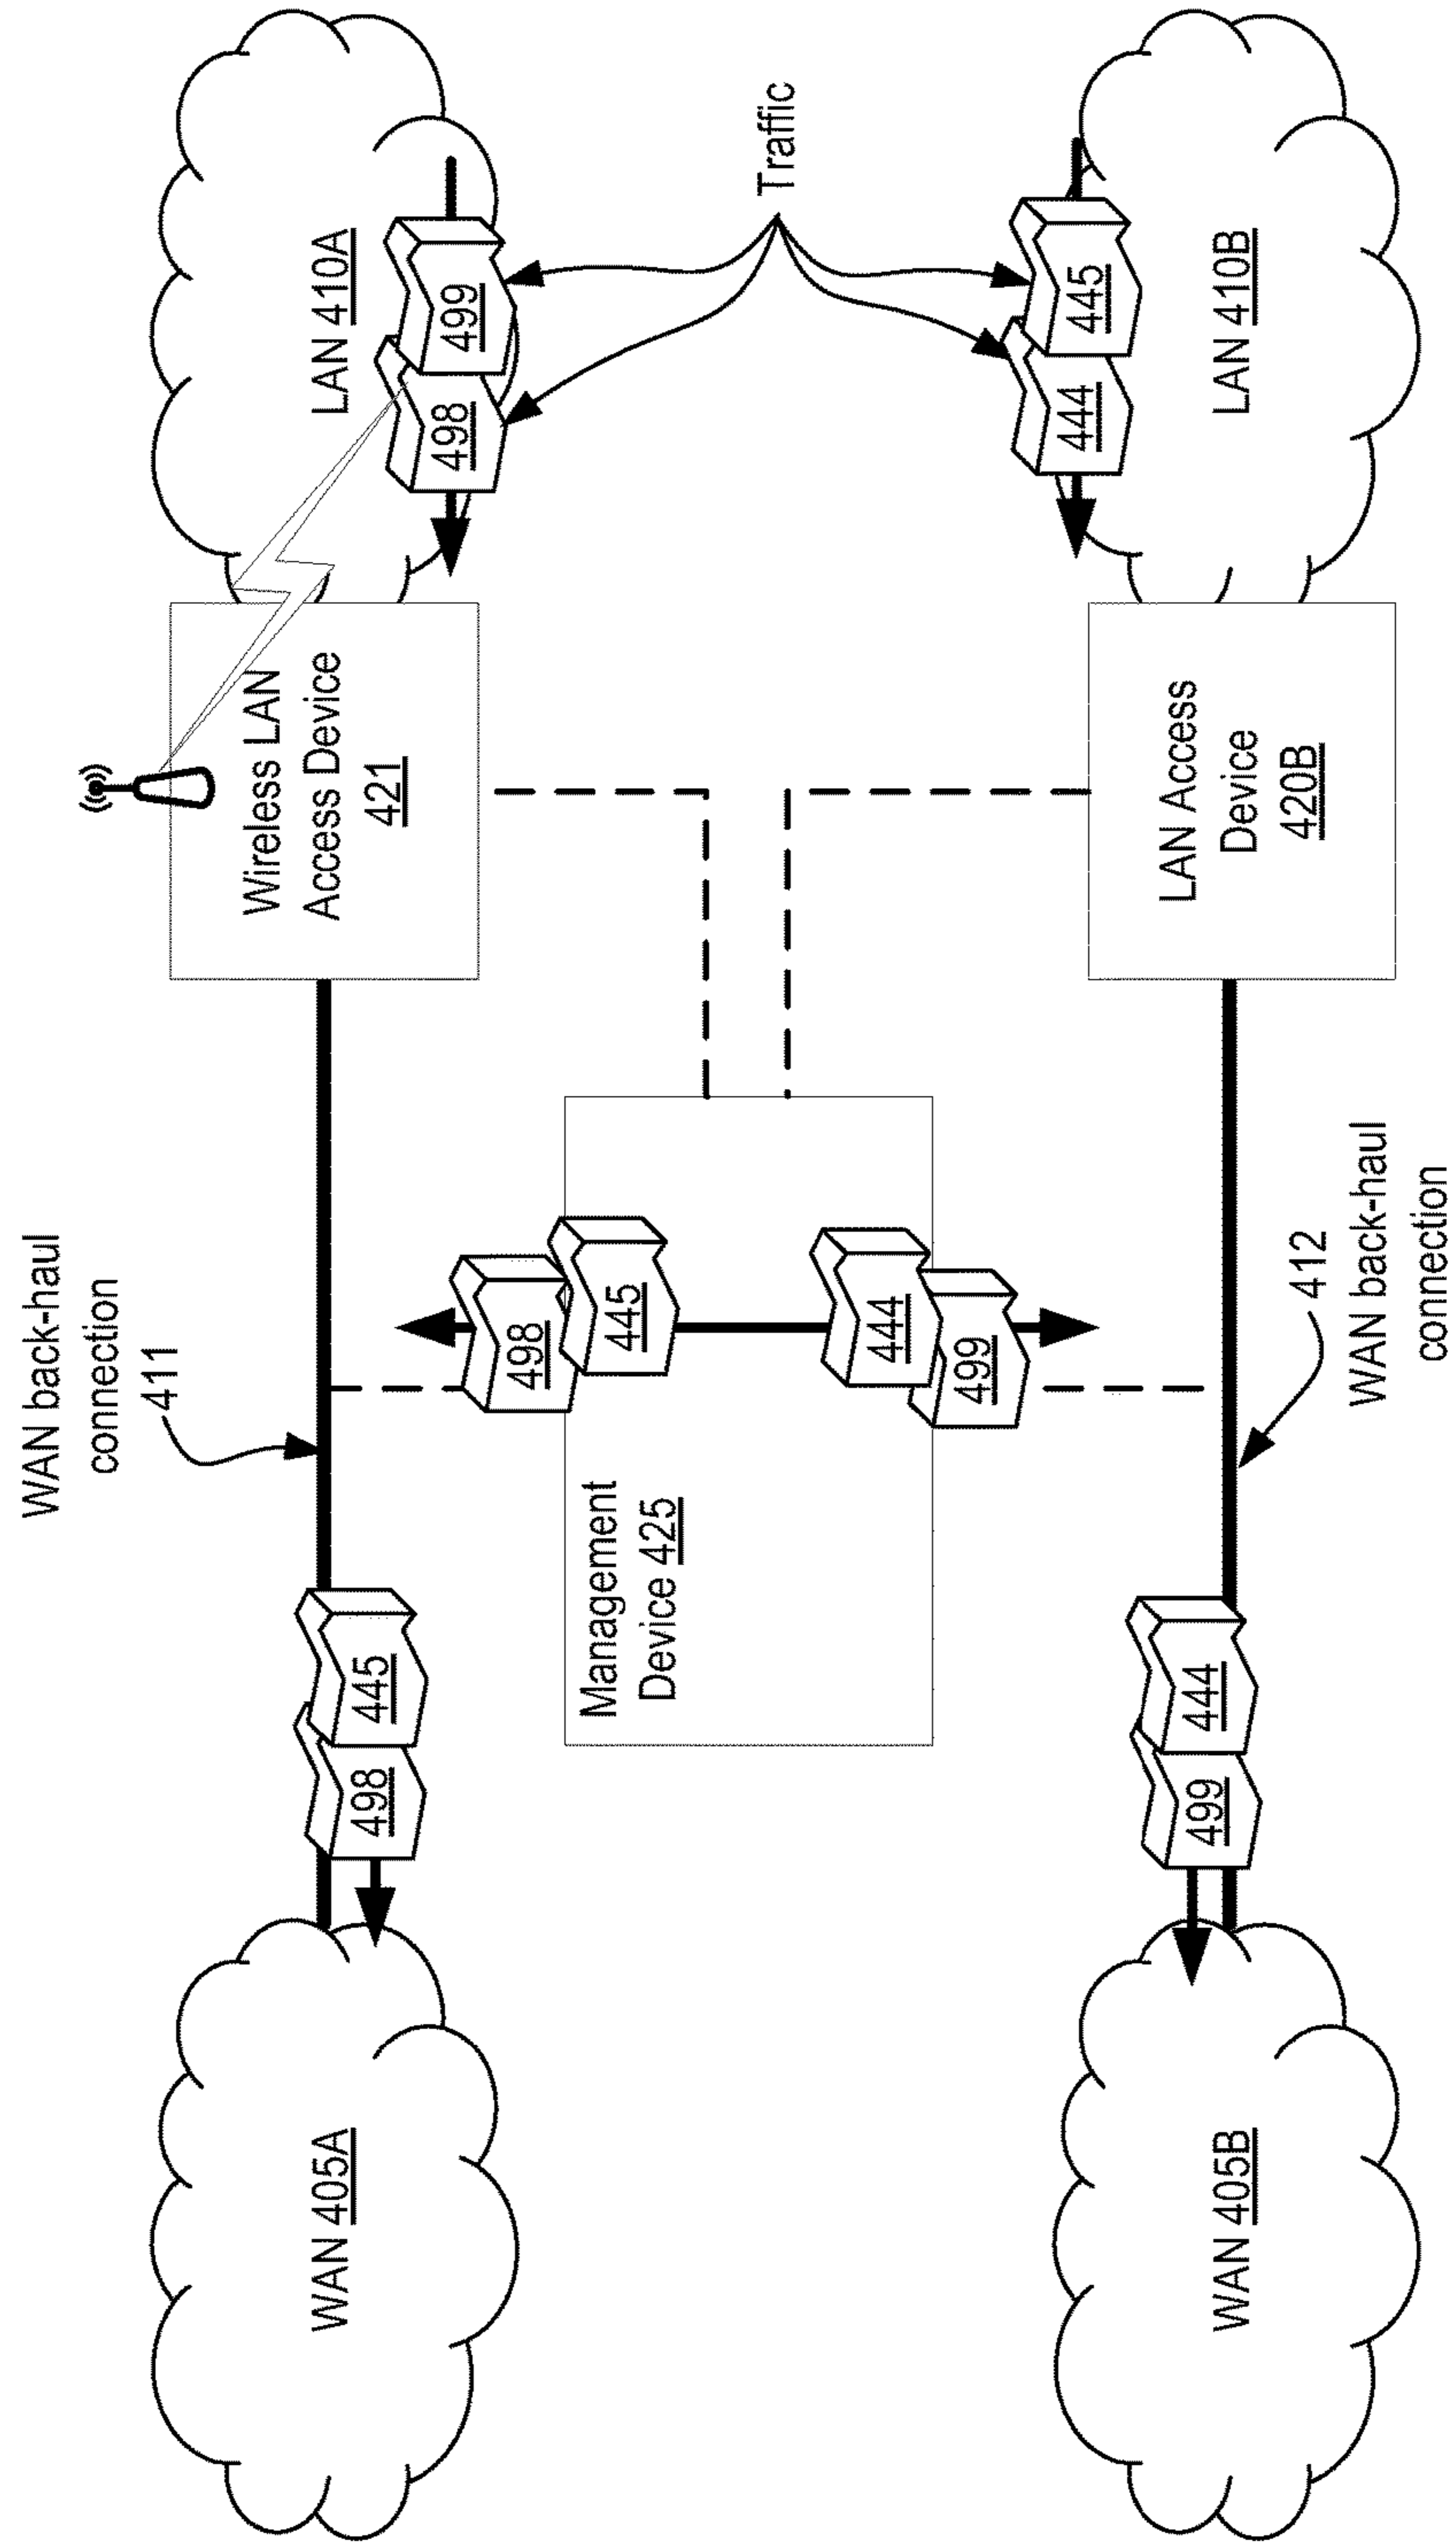 WAN back-haul
connection
411
WAN 405A
498
445
Wireless LAN
Access Device
421
LAN 410A
498
499
Management
Device 425
498
445
444
499
Traffic
WAN 405B
499
444
LAN Access
Device
420B
444
445
LAN 410B
412
WAN back-haul
connection